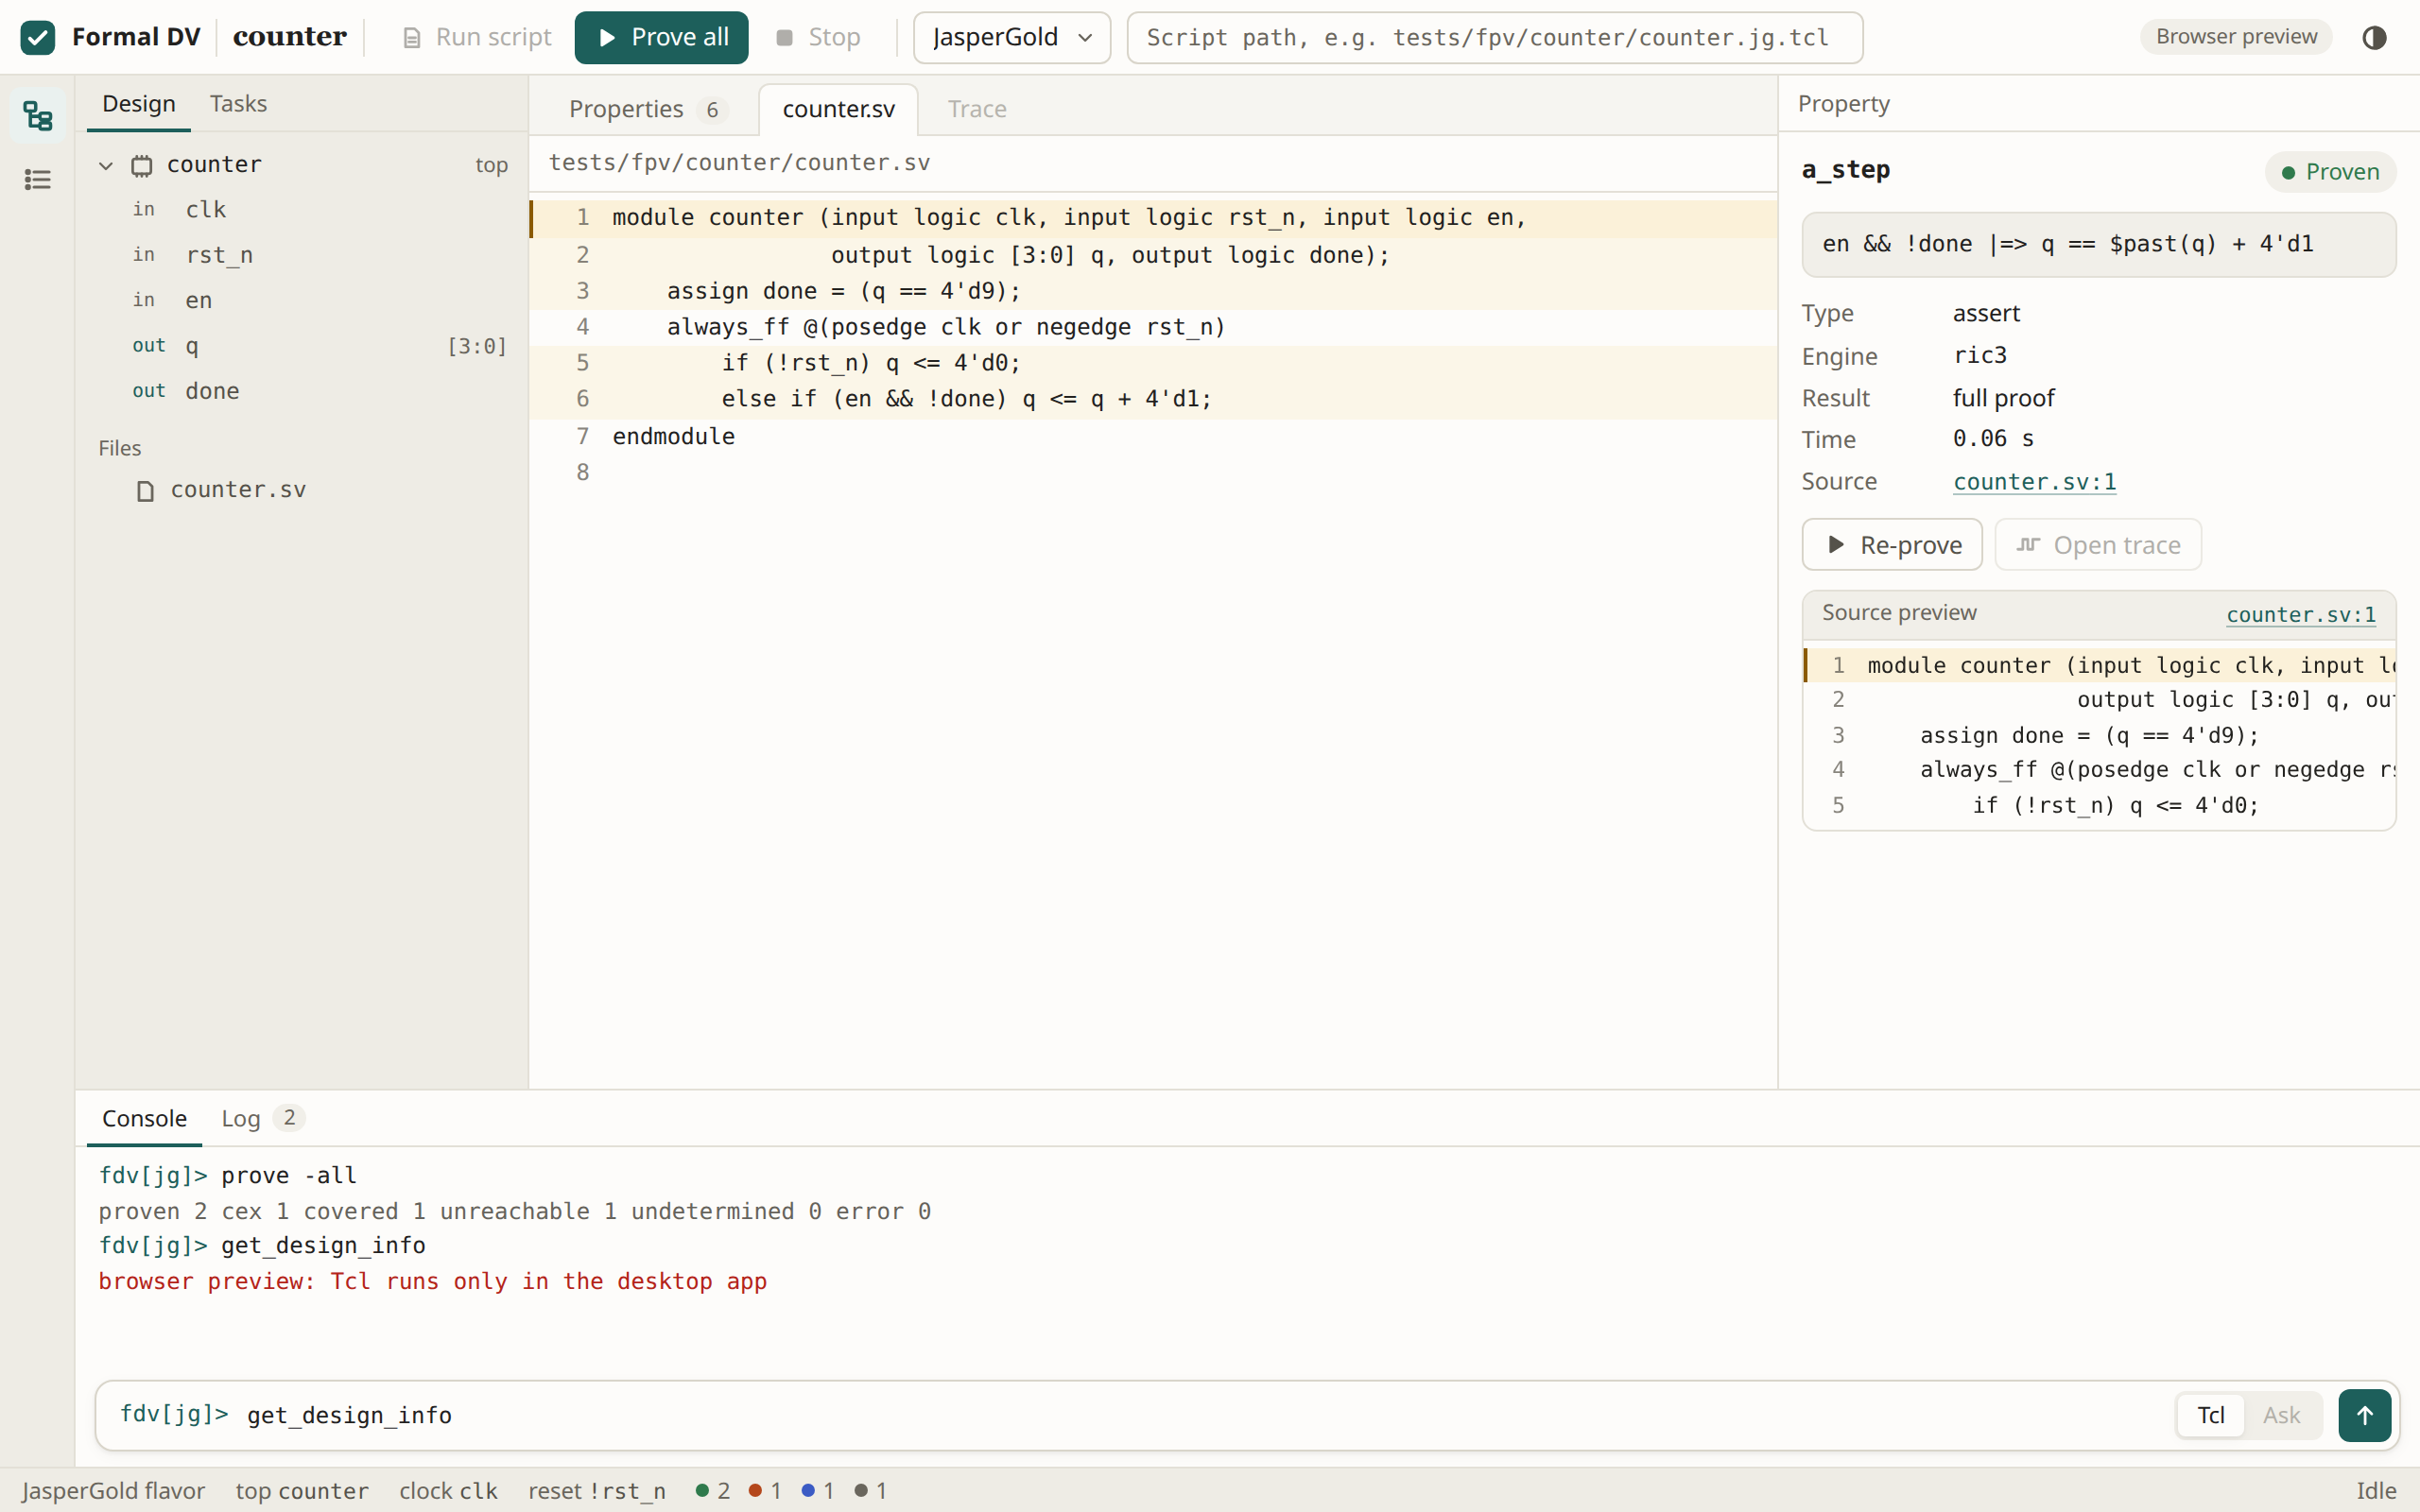 Formal DV counter Run script Prove all Stop JasperGold Script path, e.g. tests/fpv/counter/counter.jg.tcl Browser preview
Design Tasks
counter top
in clk
in rst_n
in en
out q [3:0]
out done
Files
counter.sv
Properties 6 counter.sv Trace
tests/fpv/counter/counter.sv
1 module counter (input logic clk, input logic rst_n, input logic en,
2                 output logic [3:0] q, output logic done);
3     assign done = (q == 4'd9);
4     always_ff @(posedge clk or negedge rst_n)
5         if (!rst_n) q <= 4'd0;
6         else if (en && !done) q <= q + 4'd1;
7 endmodule
8
Property
a_step Proven
en && !done |=> q == $past(q) + 4'd1
Type assert
Engine ric3
Result full proof
Time 0.06 s
Source counter.sv:1
Re-prove Open trace
Source preview counter.sv:1
1 module counter (input logic clk, input
2                 output logic [3:0] q,
3     assign done = (q == 4'd9);
4     always_ff @(posedge clk or negedge
5         if (!rst_n) q <= 4'd0;
Console Log 2
fdv[jg]> prove -all
proven 2 cex 1 covered 1 unreachable 1 undetermined 0 error 0
fdv[jg]> get_design_info
browser preview: Tcl runs only in the desktop app
fdv[jg]> get_design_info Tcl Ask
JasperGold flavor top counter clock clk reset !rst_n 2 1 1 1 Idle